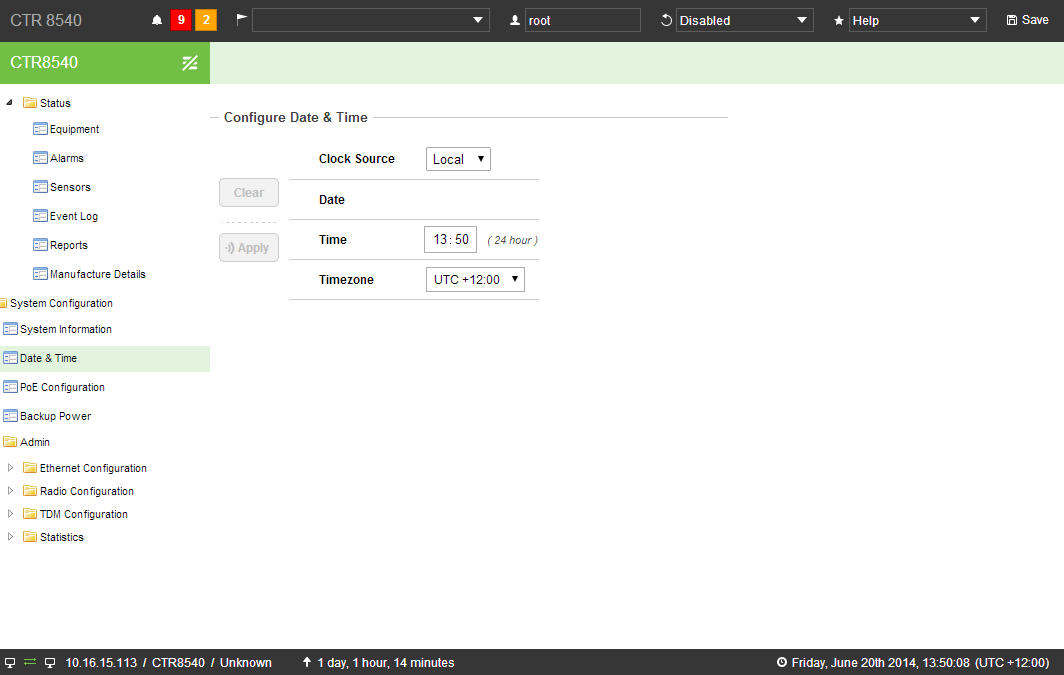 CTR 8540 9 2 root Disabled Help Save
CTR8540
Status
Equipment
Alarms
Sensors
Event Log
Reports
Manufacture Details
System Configuration
System Information
Date & Time
PoE Configuration
Backup Power
Admin
Ethernet Configuration
Radio Configuration
TDM Configuration
Statistics
Configure Date & Time
Clear
Apply
Clock Source Local
Date
Time 13 : 50 ( 24 hour )
Timezone UTC +12:00
10.16.15.113 / CTR8540 / Unknown 1 day, 1 hour, 14 minutes Friday, June 20th 2014, 13:50:08 (UTC +12:00)